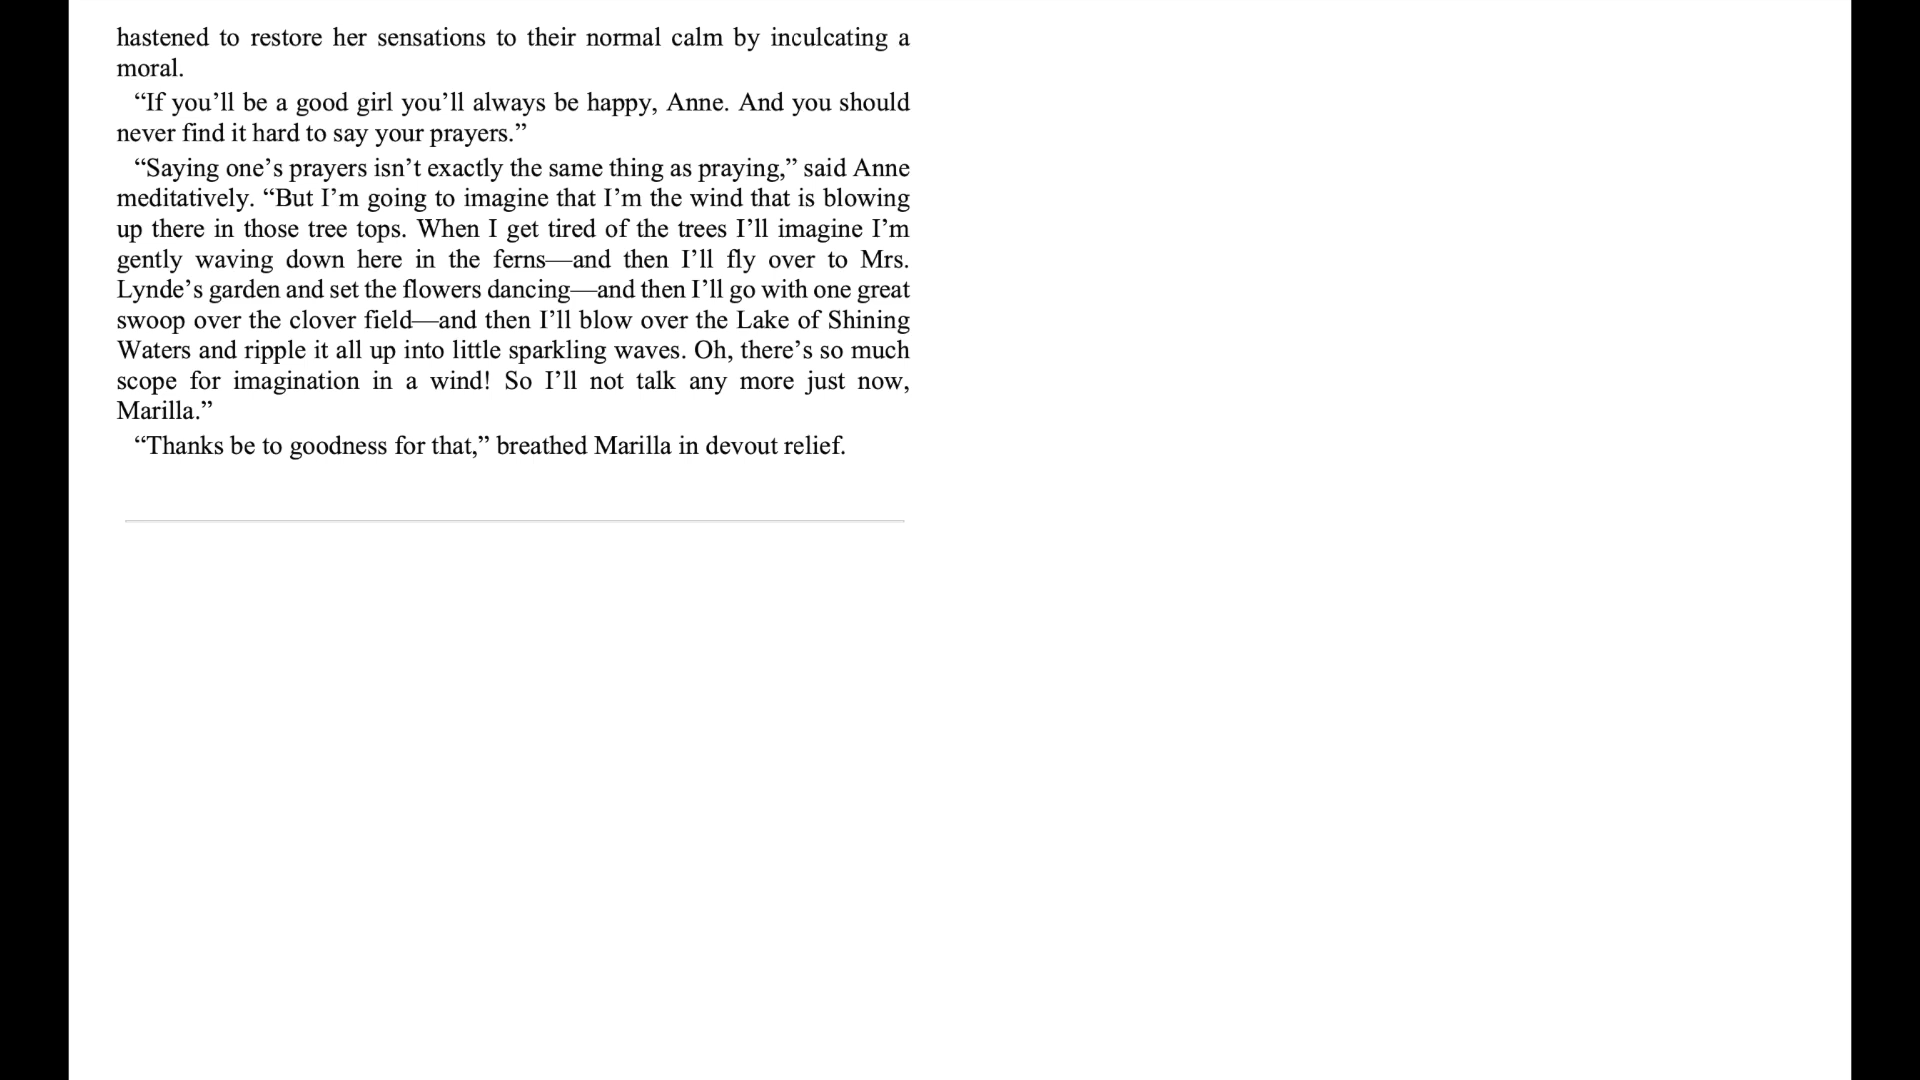 hastened to restore her sensations to their normal calm by inculcating a
moral.
“If you’ll be a good girl you’ll always be happy, Anne. And you should
never find it hard to say your prayers.”
“Saying one’s prayers isn’t exactly the same thing as praying,” said Anne
meditatively. “But I’m going to imagine that I’m the wind that is blowing
up there in those tree tops. When I get tired of the trees I’ll imagine I’m
gently waving down here in the ferns—and then I’ll fly over to Mrs.
Lynde’s garden and set the flowers dancing—and then I’ll go with one great
swoop over the clover field—and then I’ll blow over the Lake of Shining
Waters and ripple it all up into little sparkling waves. Oh, there’s so much
scope for imagination in a wind! So I’ll not talk any more just now,
Marilla.”
“Thanks be to goodness for that,” breathed Marilla in devout relief.